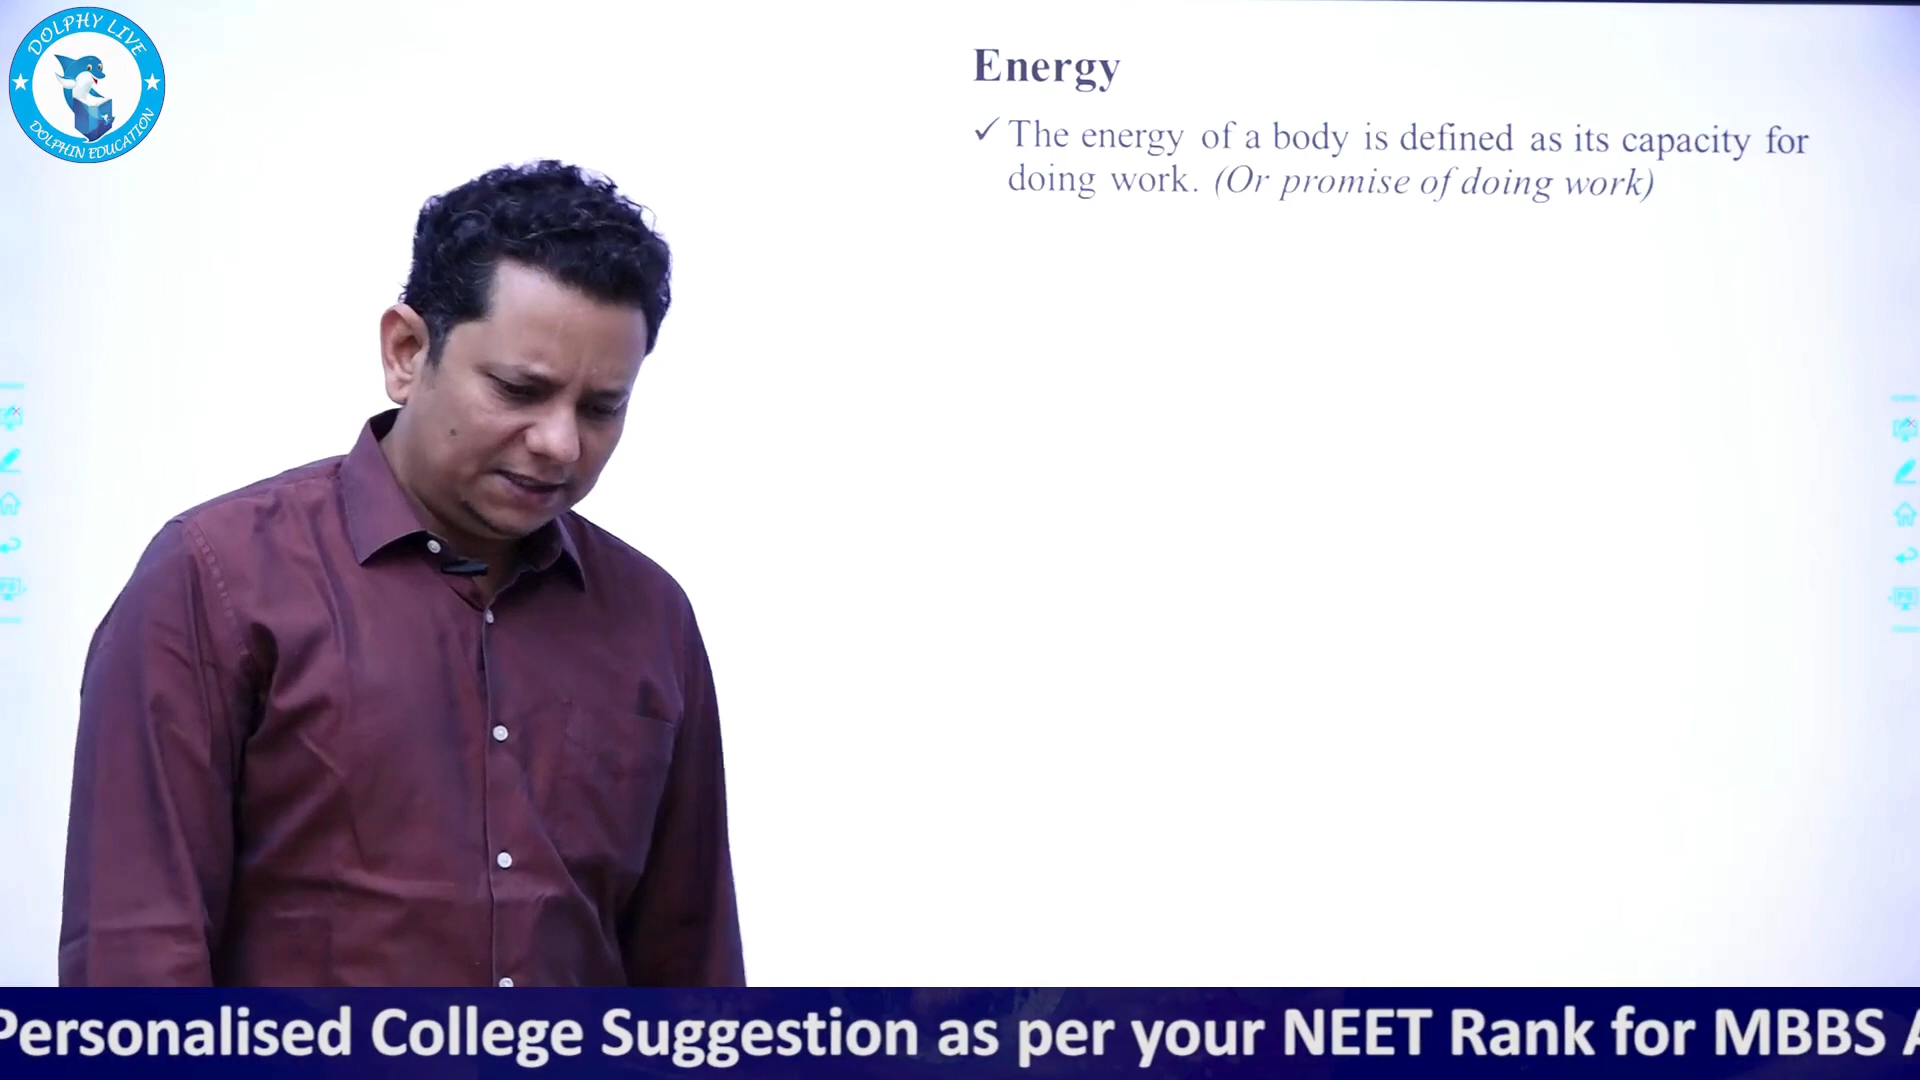 DOLPHY LIVE
DOLPHIN EDUCATION
Energy
✓ The energy of a body is defined as its capacity for
doing work. (Or promise of doing work)
Personalised College Suggestion as per your NEET Rank for MBBS A